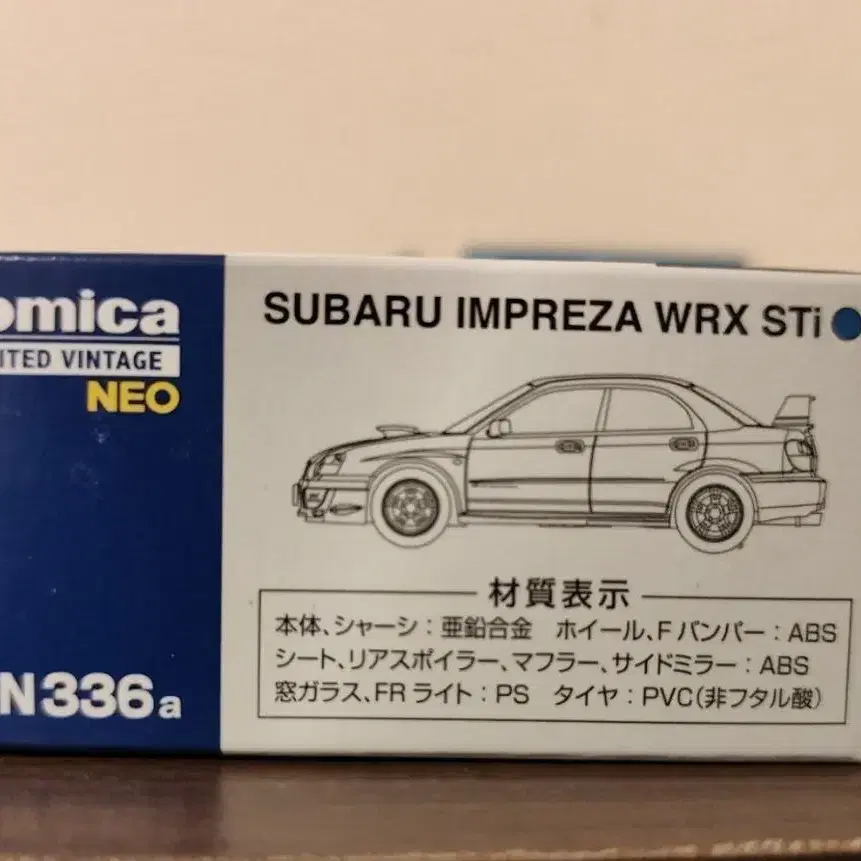 omica
ITED VINTAGE
NEO
N336a
SUBARU IMPREZA WRX STi
材質表示
本体、シャーシ：亜鉛合金　ホイール、Fバンパー：ABS
シート、リアスポイラー、マフラー、サイドミラー：ABS
窓ガラス、FRライト：PS　タイヤ：PVC（非フタル酸）